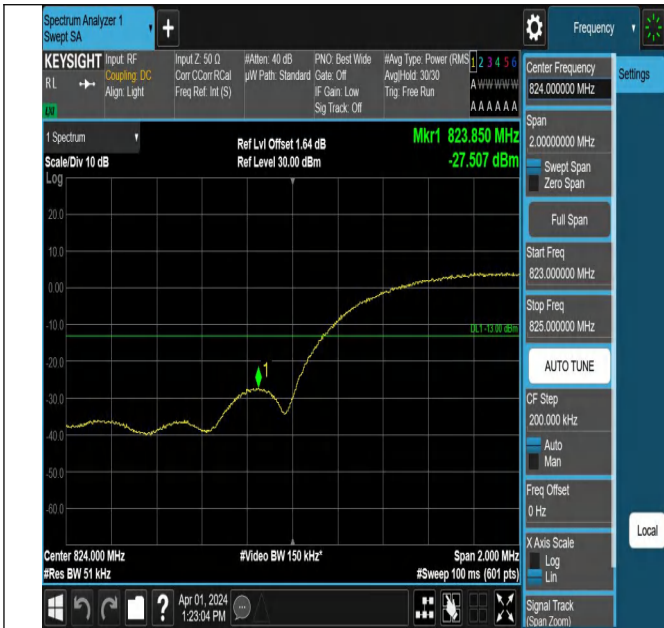 Spectrum Analyzer 1
Swept SA
Frequency
KEYSIGHT
RL
LXI
Input: RF
Coupling: DC
Align: Light
Input Z: 50 Ω
Corr CCorr RCal
Freq Ref: Int (S)
#Atten: 40 dB
µW Path: Standard
PNO: Best Wide
Gate: Off
IF Gain: Low
Sig Track: Off
#Avg Type: Power (RMS
Avg|Hold: 30/30
Trig: Free Run
1 2 3 4 5 6
A W W W W W
A A A A A A
1 Spectrum
Scale/Div 10 dB
Log
Ref Lvl Offset 1.64 dB
Ref Level 30.00 dBm
Mkr1 823.850 MHz
-27.507 dBm
20.0
10.0
0.00
-10.0
-20.0
-30.0
-40.0
-50.0
-60.0
DL1 -13.00 dBm
1
Center 824.000 MHz
#Res BW 51 kHz
#Video BW 150 kHz*
Span 2.000 MHz
#Sweep 100 ms (601 pts)
Center Frequency
824.000000 MHz
Settings
Span
2.00000000 MHz
Swept Span
Zero Span
Full Span
Start Freq
823.000000 MHz
Stop Freq
825.000000 MHz
AUTO TUNE
CF Step
200.000 kHz
Auto
Man
Freq Offset
0 Hz
X Axis Scale
Log
Lin
Local
Signal Track
(Span Zoom)
?
Apr 01, 2024
1:23:04 PM